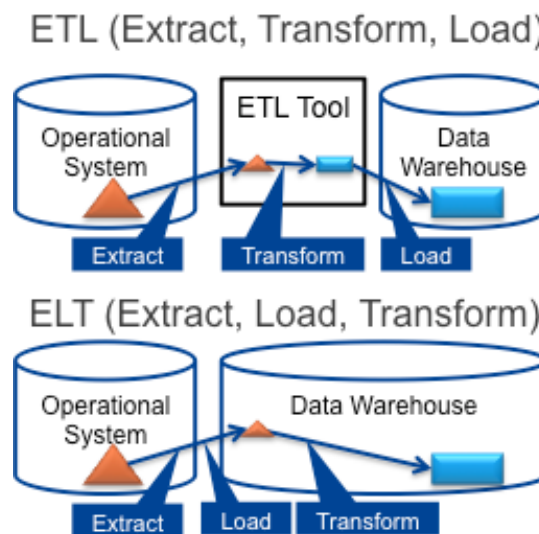 ETL (Extract, Transform, Load)
ETL Tool
Operational
System
Data
Warehouse
Extract
Transform
Load
ELT (Extract, Load, Transform)
Operational
System
Data Warehouse
Extract
Load
Transform